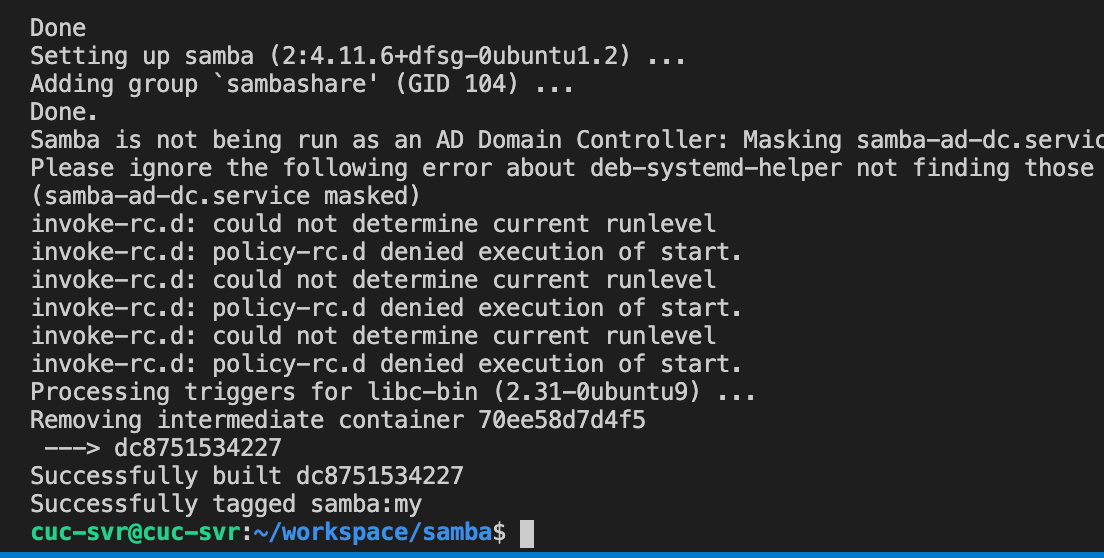 Done
Setting up samba (2:4.11.6+dfsg-0ubuntu1.2) ...
Adding group `sambashare' (GID 104) ...
Done.
Samba is not being run as an AD Domain Controller: Masking samba-ad-dc.servic
Please ignore the following error about deb-systemd-helper not finding those
(samba-ad-dc.service masked)
invoke-rc.d: could not determine current runlevel
invoke-rc.d: policy-rc.d denied execution of start.
invoke-rc.d: could not determine current runlevel
invoke-rc.d: policy-rc.d denied execution of start.
invoke-rc.d: could not determine current runlevel
invoke-rc.d: policy-rc.d denied execution of start.
Processing triggers for libc-bin (2.31-0ubuntu9) ...
Removing intermediate container 70ee58d7d4f5
 ---> dc8751534227
Successfully built dc8751534227
Successfully tagged samba:my
cuc-svr@cuc-svr:~/workspace/samba$